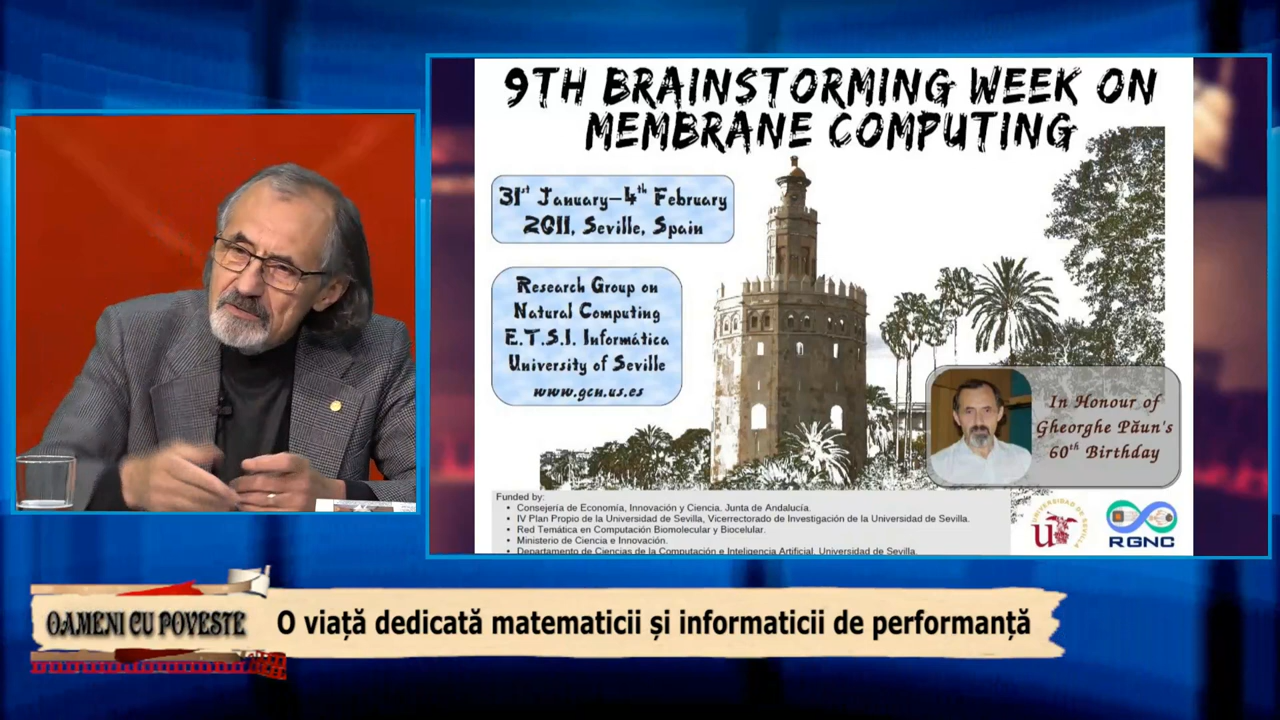 9TH BRAINSTORMING WEEK ON
MEMBRANE COMPUTING
31st January–4th February
2011, Seville, Spain
Research Group on
Natural Computing
E.T.S.I. Informática
University of Seville
www.gcn.us.es
In Honour of
Gheorghe Păun's
60th Birthday
Funded by:
• Consejería de Economía, Innovación y Ciencia. Junta de Andalucía.
• IV Plan Propio de la Universidad de Sevilla, Vicerrectorado de Investigación de la Universidad de Sevilla.
• Red Temática en Computación Biomolecular y Biocelular.
• Ministerio de Ciencia e Innovación.
• Departamento de Ciencias de la Computación e Inteligencia Artificial. Universidad de Sevilla.
UNIVERSIDAD DE SEVILLA
RGNC
OAMENI CU POVESTE
O viață dedicată matematicii și informaticii de performanță